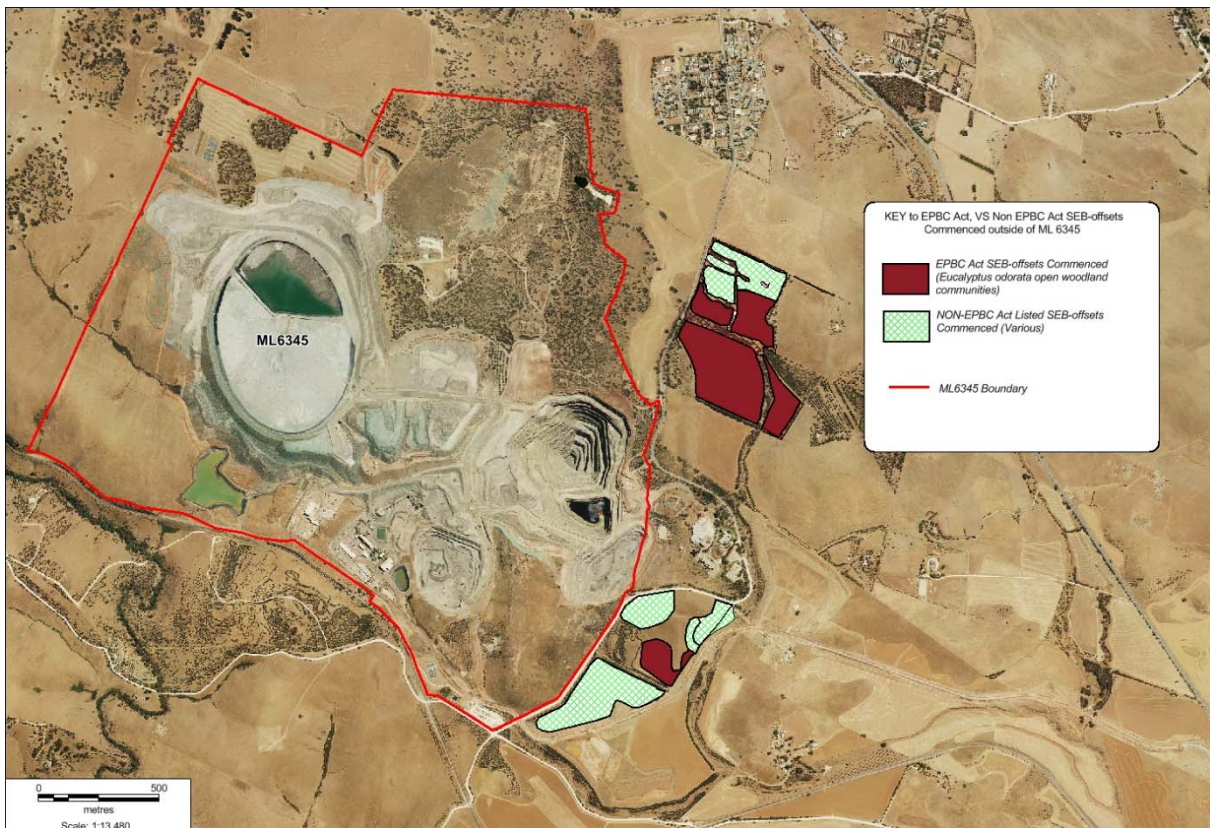 KEY to EPBC Act, VS Non EPBC Act SEB-offsets
Commenced outside of ML 6345
EPBC Act SEB-offsets Commenced
(Eucalyptus odorata open woodland
communities)
NON-EPBC Act Listed SEB-offsets
Commenced (Various)
ML6345 Boundary
ML6345
0 500
metres
Scale: 1:13,480